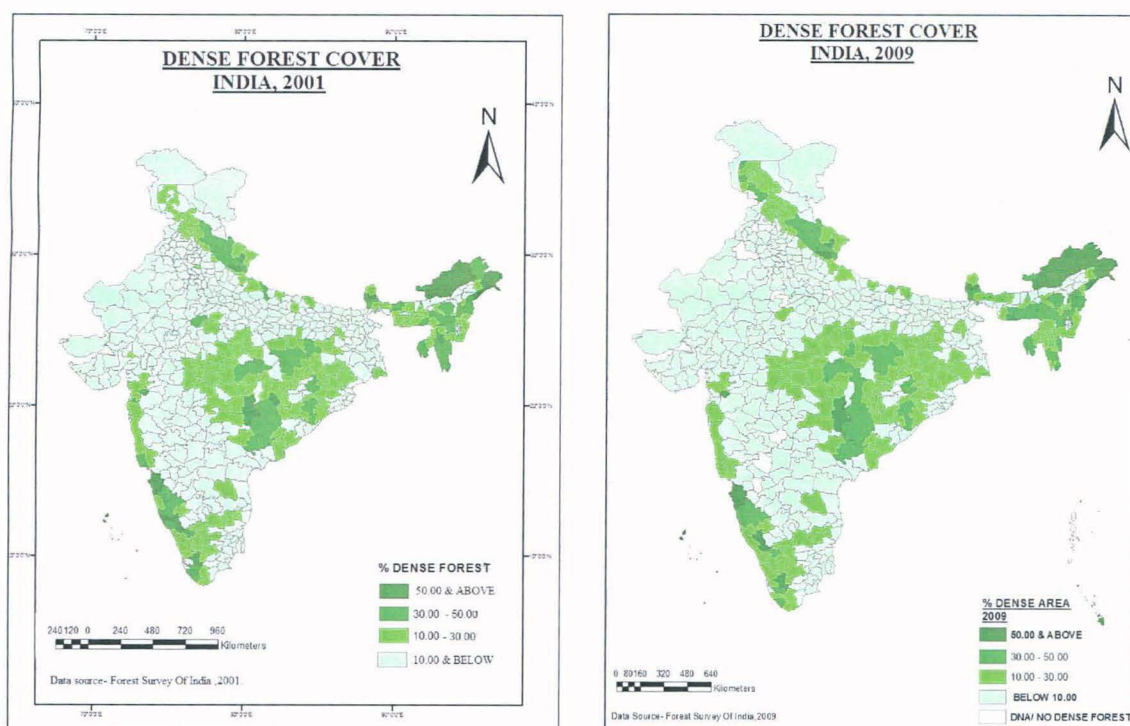 DENSE FOREST COVER
INDIA, 2001
N
% DENSE FOREST
50.00 & ABOVE
30.00 - 50.00
10.00 - 30.00
10.00 & BELOW
240 120 0 240 480 720 960
Kilometers
Data source- Forest Survey Of India ,2001.
DENSE FOREST COVER
INDIA, 2009
N
% DENSE AREA
2009
50.00 & ABOVE
30.00 - 50.00
10.00 - 30.00
BELOW 10.00
DNA/ NO DENSE FOREST
0 80 160 320 480 640
Kilometers
Data Source- Forest Survey Of India,2009